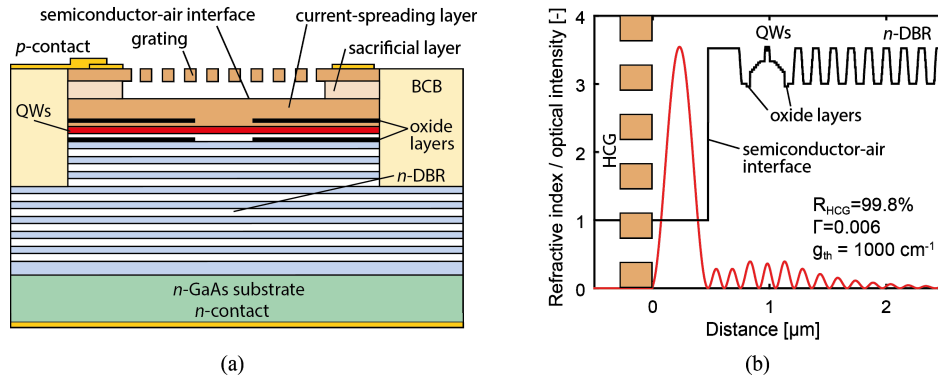 (a)
semiconductor-air interface
current-spreading layer
p-contact
grating
sacrificial layer
BCB
QWs
oxide
layers
n-DBR
n-GaAs substrate
n-contact
(b)
Refractive index / optical intensity [-]
4
3
2
1
0
HCG
QWs
n-DBR
oxide layers
semiconductor-air
interface
R_HCG=99.8%
Γ=0.006
g_th = 1000 cm⁻¹
0
1
2
Distance [µm]